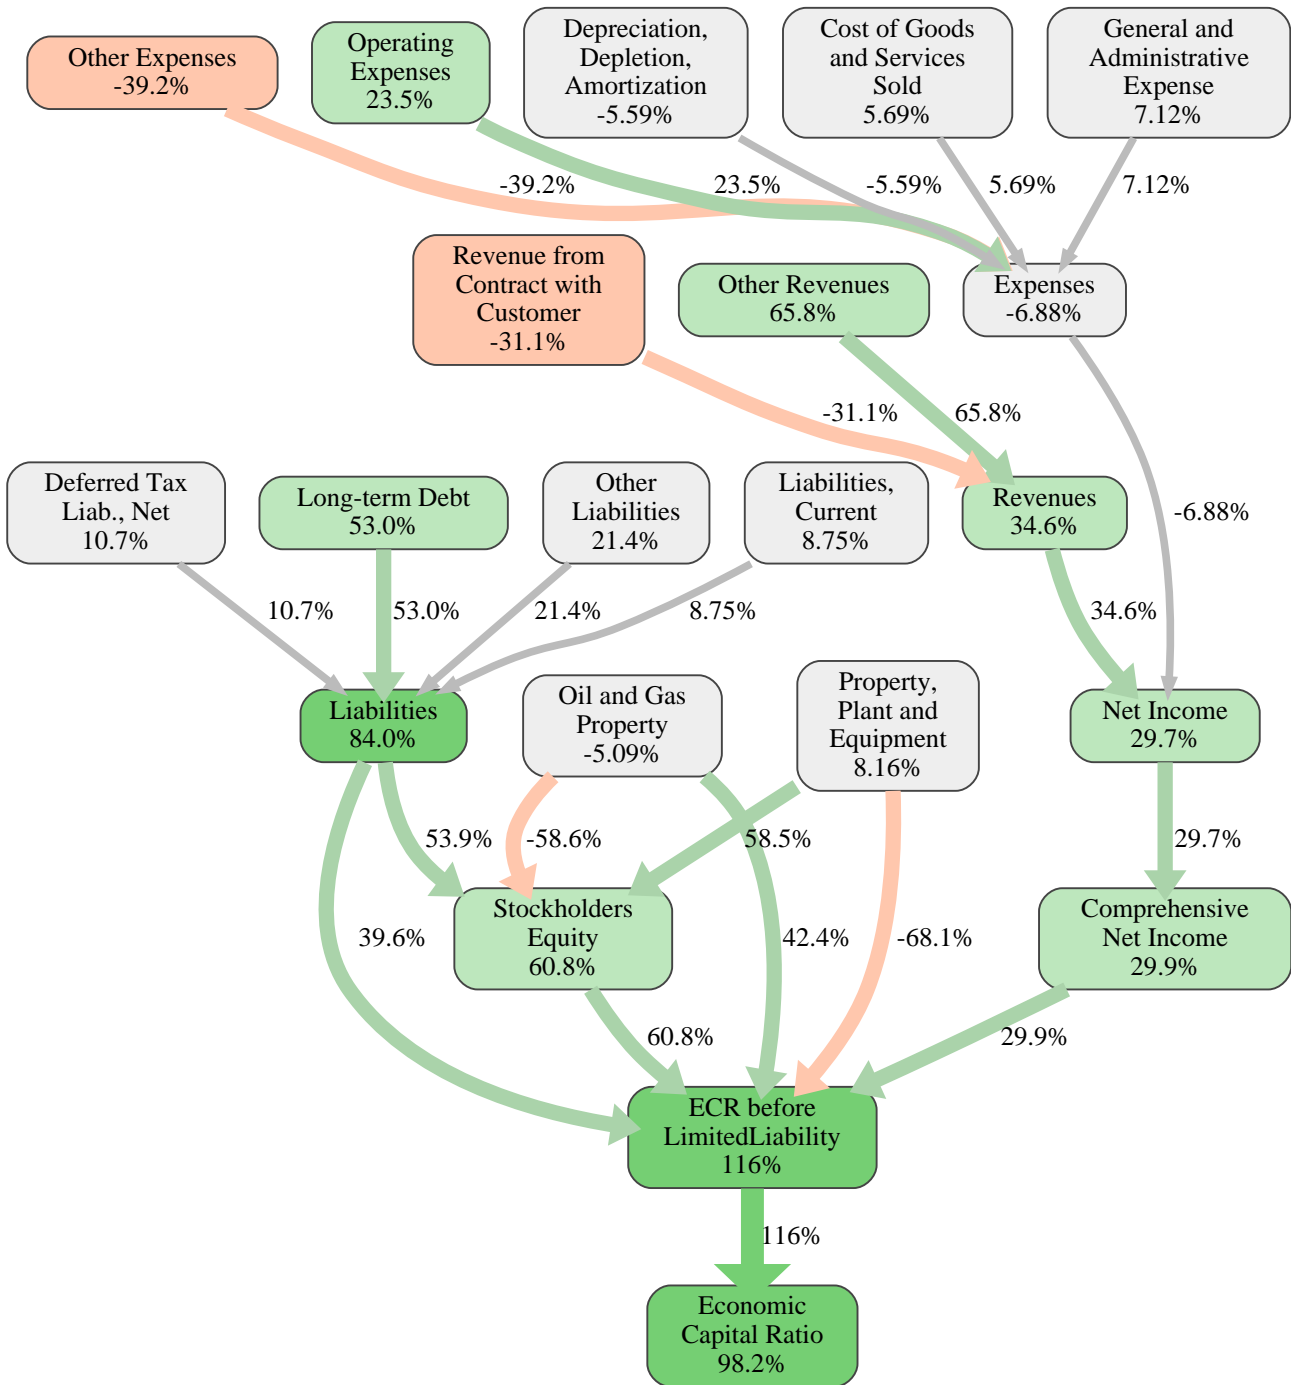 Other Expenses
-39.2%
Operating
Expenses
23.5%
Depreciation,
Depletion,
Amortization
-5.59%
Cost of Goods
and Services
Sold
5.69%
General and
Administrative
Expense
7.12%
-39.2%
23.5%
-5.59%
5.69%
7.12%
Revenue from
Contract with
Customer
-31.1%
Other Revenues
65.8%
Expenses
-6.88%
-31.1%
65.8%
-6.88%
Deferred Tax
Liab., Net
10.7%
Long-term Debt
53.0%
Other
Liabilities
21.4%
Liabilities,
Current
8.75%
Revenues
34.6%
10.7%
53.0%
21.4%
8.75%
34.6%
Liabilities
84.0%
Oil and Gas
Property
-5.09%
Property,
Plant and
Equipment
8.16%
Net Income
29.7%
53.9%
-58.6%
58.5%
29.7%
39.6%
Stockholders
Equity
60.8%
42.4%
-68.1%
Comprehensive
Net Income
29.9%
60.8%
29.9%
ECR before
LimitedLiability
116%
116%
Economic
Capital Ratio
98.2%